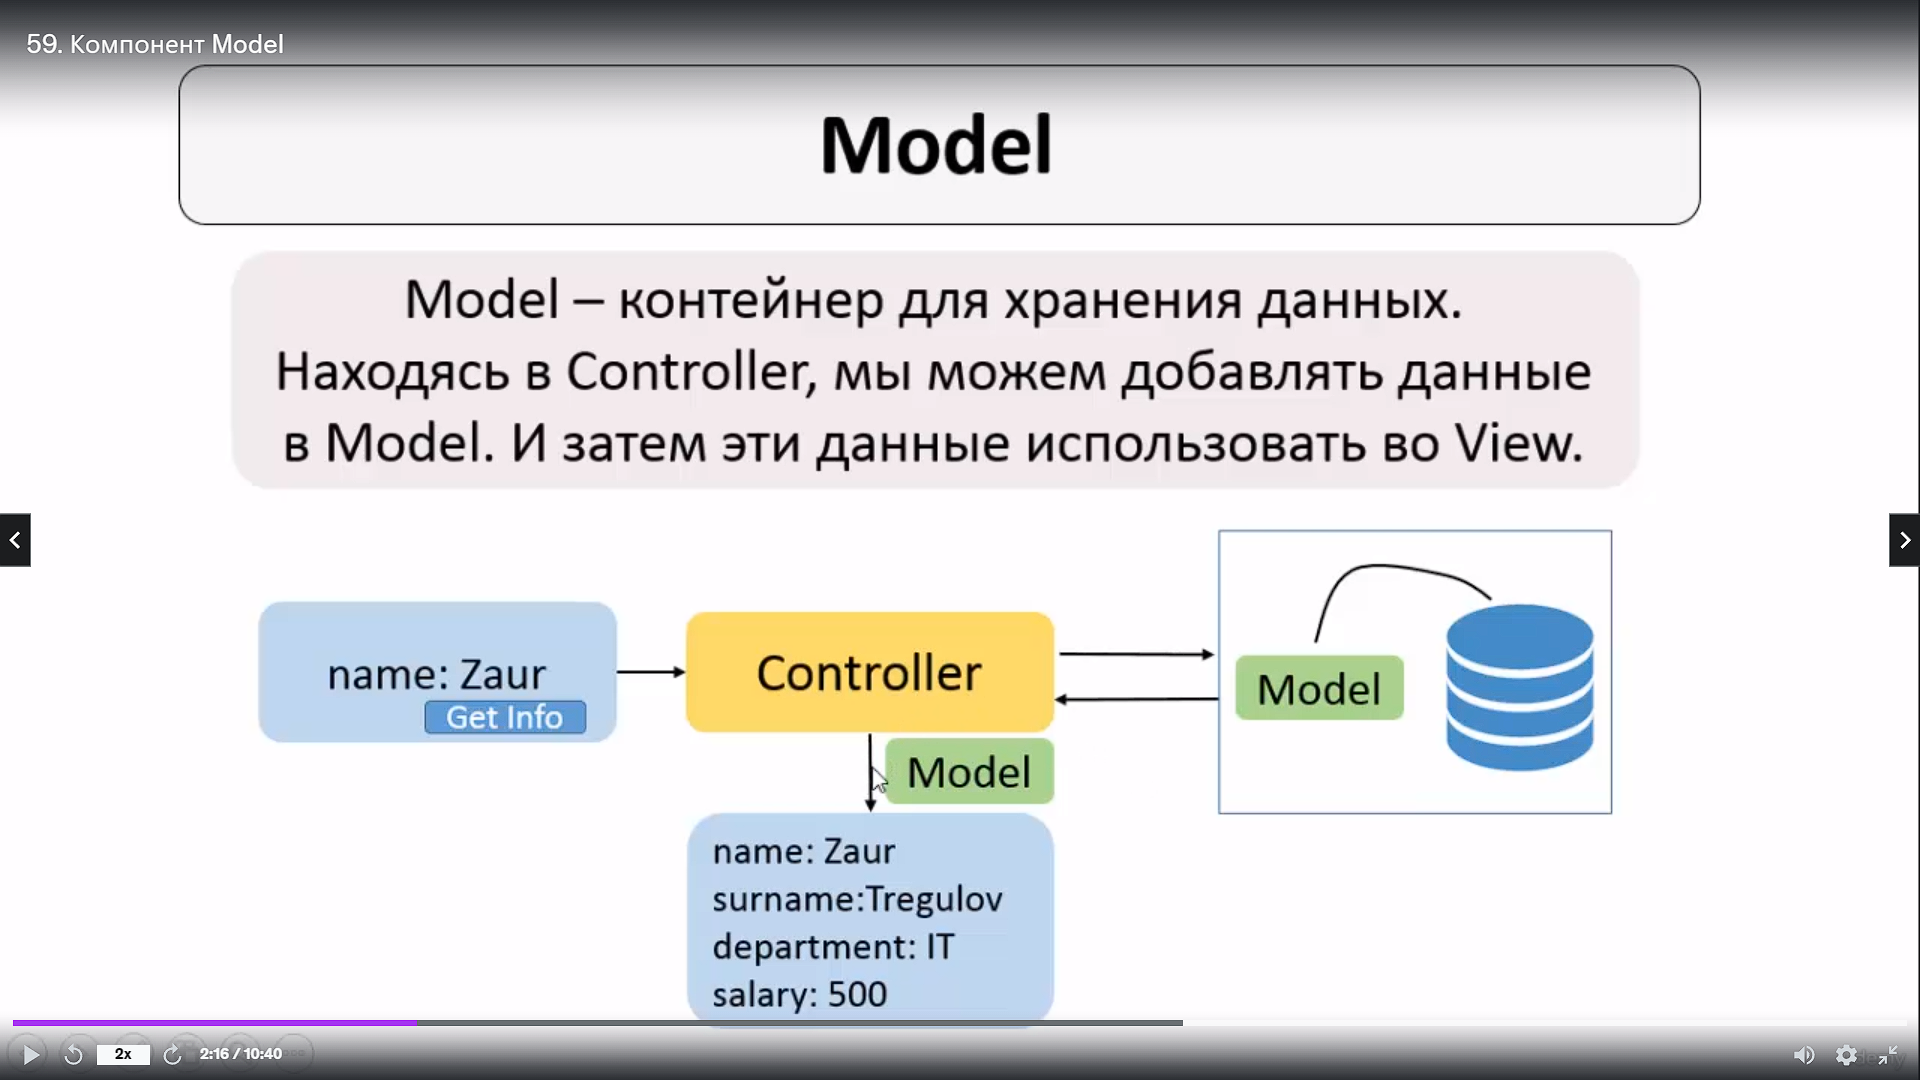 59. Компонент Model
Model
Model – контейнер для хранения данных.
Находясь в Controller, мы можем добавлять данные
в Model. И затем эти данные использовать во View.
name: Zaur
Get Info
Controller
Model
Model
name: Zaur
surname:Tregulov
department: IT
salary: 500
2x
2:16 / 10:40